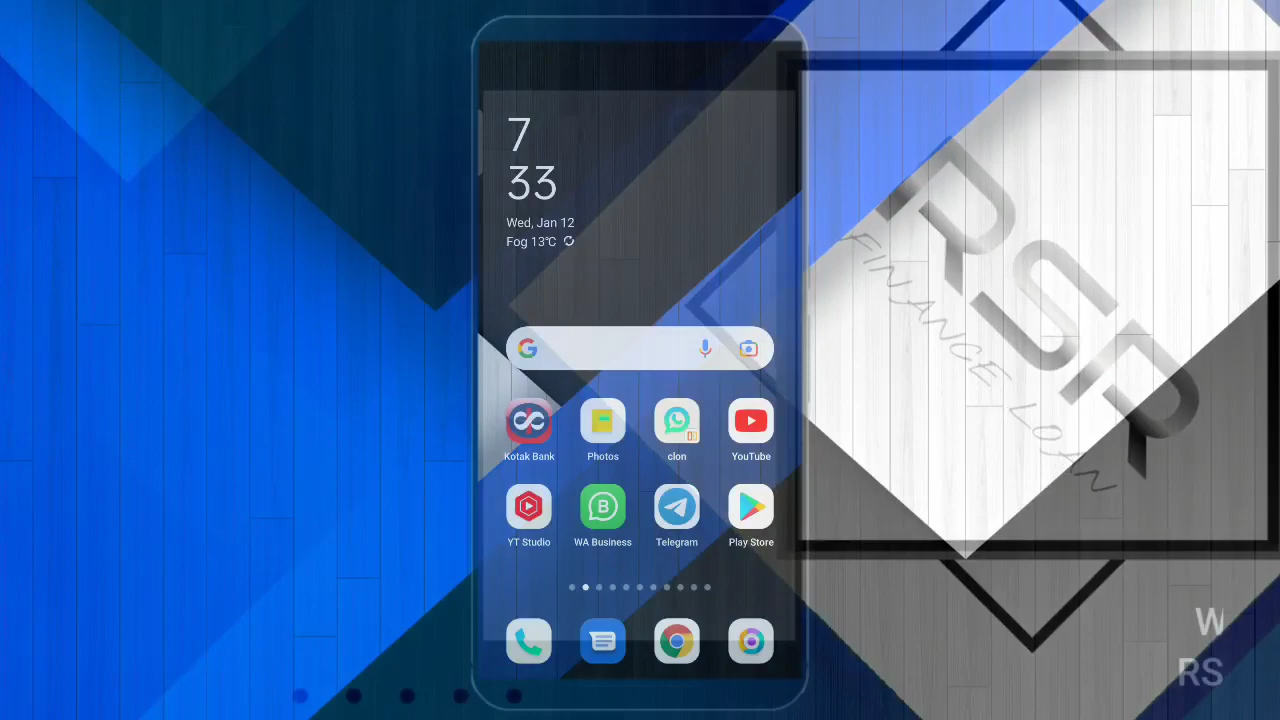 7
33
Wed, Jan 12
Fog 13°C
Kotak Bank
Photos
clon
YouTube
YT Studio
B
WA Business
Telegram
Play Store
RSR
FINANCE LOAN
W
RS